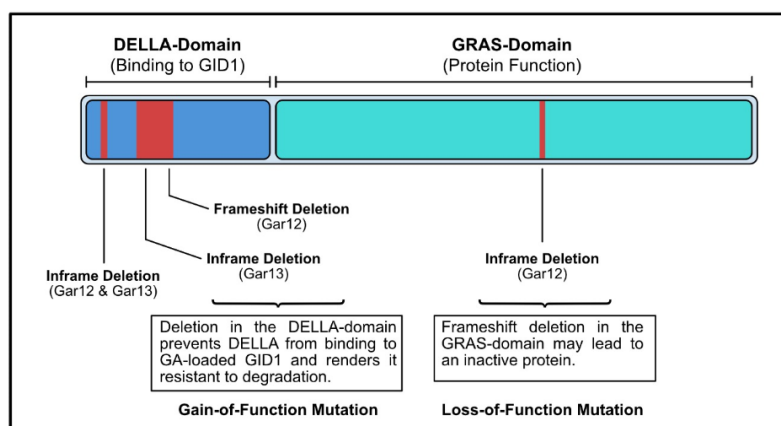 DELLA-Domain
(Binding to GID1)
GRAS-Domain
(Protein Function)
Frameshift Deletion
(Gar12)
Inframe Deletion
(Gar13)
Inframe Deletion
(Gar12 & Gar13)
Inframe Deletion
(Gar12)
Deletion in the DELLA-domain
prevents DELLA from binding to
GA-loaded GID1 and renders it
resistant to degradation.
Gain-of-Function Mutation
Frameshift deletion in the
GRAS-domain may lead to
an inactive protein.
Loss-of-Function Mutation